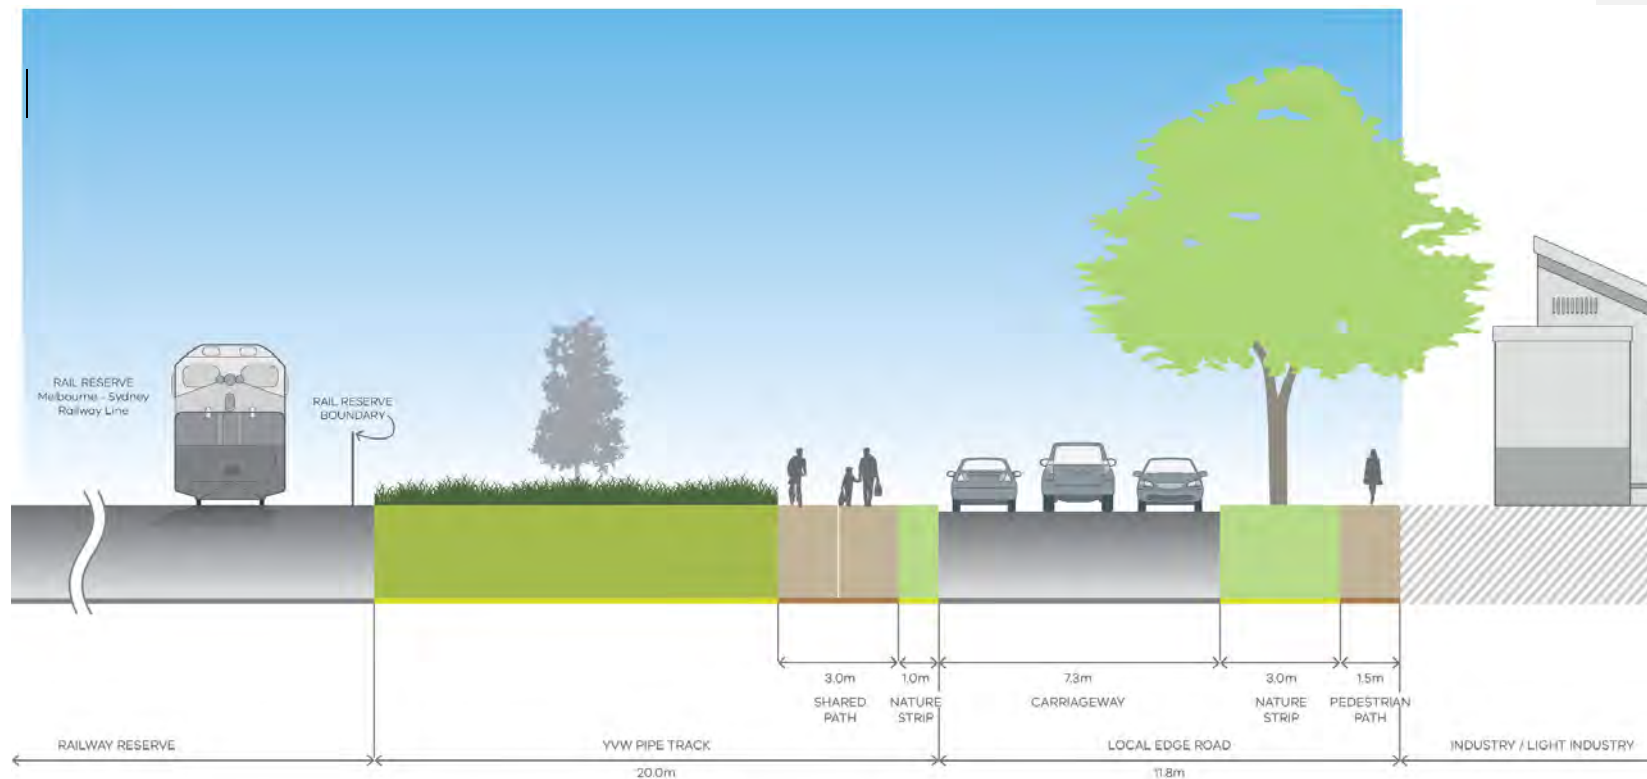 RAIL RESERVE
Melbourne - Sydney
Railway Line
RAIL RESERVE
BOUNDARY
3.0m
1.0m
7.3m
3.0m
1.5m
SHARED
PATH
NATURE
STRIP
CARRIAGEWAY
NATURE
STRIP
PEDESTRIAN
PATH
RAILWAY RESERVE
YVW PIPE TRACK
LOCAL EDGE ROAD
INDUSTRY / LIGHT INDUSTRY
20.0m
11.8m